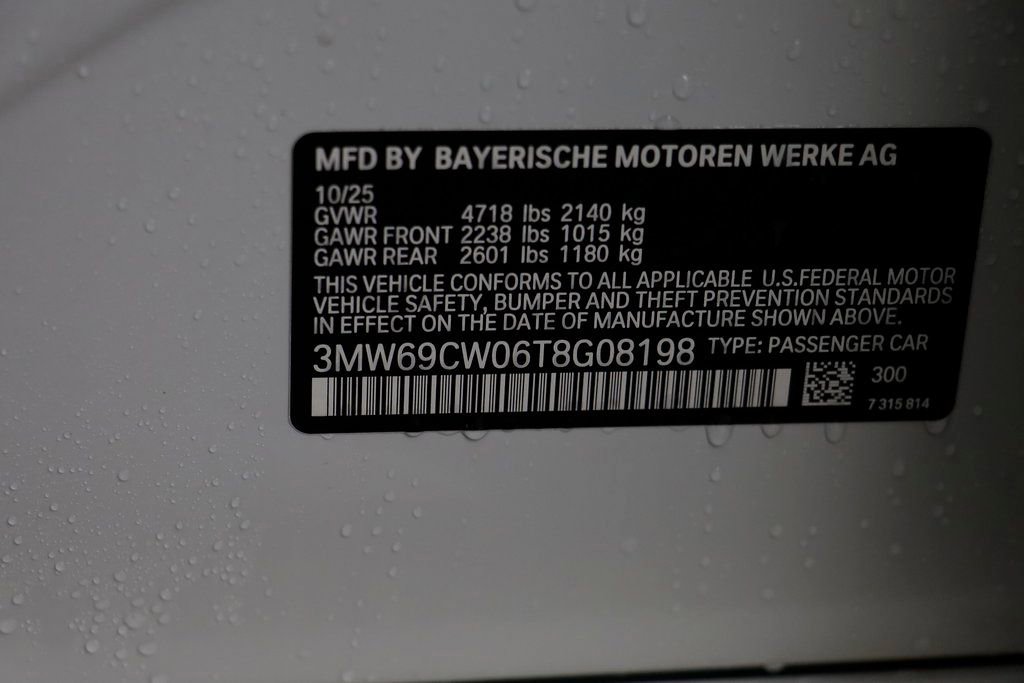 MFD BY BAYERISCHE MOTOREN WERKE AG
10/25
GVWR 4718 lbs 2140 kg
GAWR FRONT 2238 lbs 1015 kg
GAWR REAR 2601 lbs 1180 kg
THIS VEHICLE CONFORMS TO ALL APPLICABLE U.S.FEDERAL MOTOR
VEHICLE SAFETY, BUMPER AND THEFT PREVENTION STANDARDS
IN EFFECT ON THE DATE OF MANUFACTURE SHOWN ABOVE.
3MW69CW06T8G08198 TYPE: PASSENGER CAR
300
7 315 814